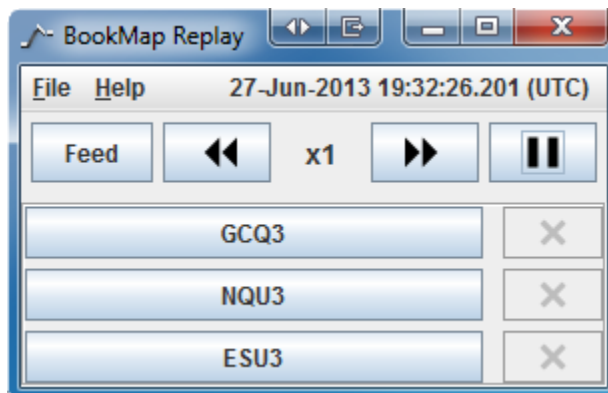 BookMap Replay
File Help 27-Jun-2013 19:32:26.201 (UTC)
Feed x1
GCQ3
NQU3
ESU3